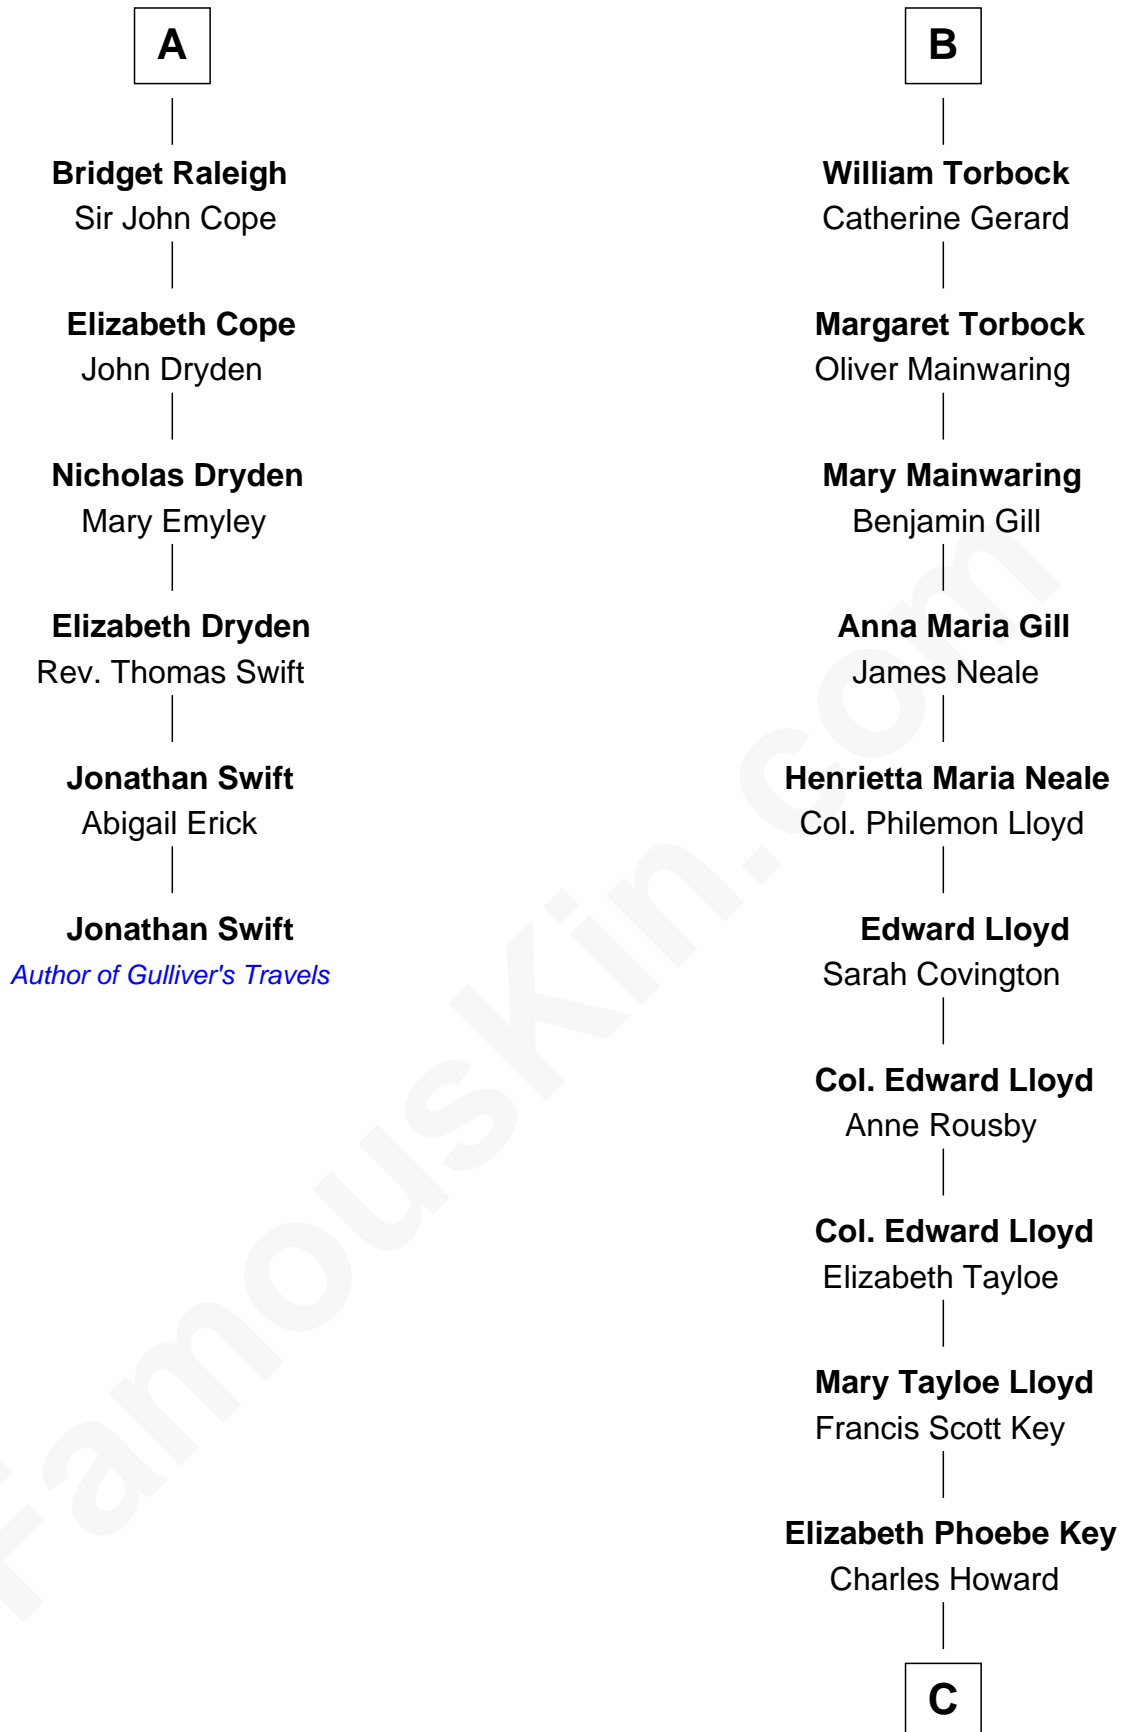 A
Bridget Raleigh
Sir John Cope
Elizabeth Cope
John Dryden
Nicholas Dryden
Mary Emyley
Elizabeth Dryden
Rev. Thomas Swift
Jonathan Swift
Abigail Erick
Jonathan Swift
Author of Gulliver's Travels
B
William Torbock
Catherine Gerard
Margaret Torbock
Oliver Mainwaring
Mary Mainwaring
Benjamin Gill
Anna Maria Gill
James Neale
Henrietta Maria Neale
Col. Philemon Lloyd
Edward Lloyd
Sarah Covington
Col. Edward Lloyd
Anne Rousby
Col. Edward Lloyd
Elizabeth Tayloe
Mary Tayloe Lloyd
Francis Scott Key
Elizabeth Phoebe Key
Charles Howard
C
FamousKin.com